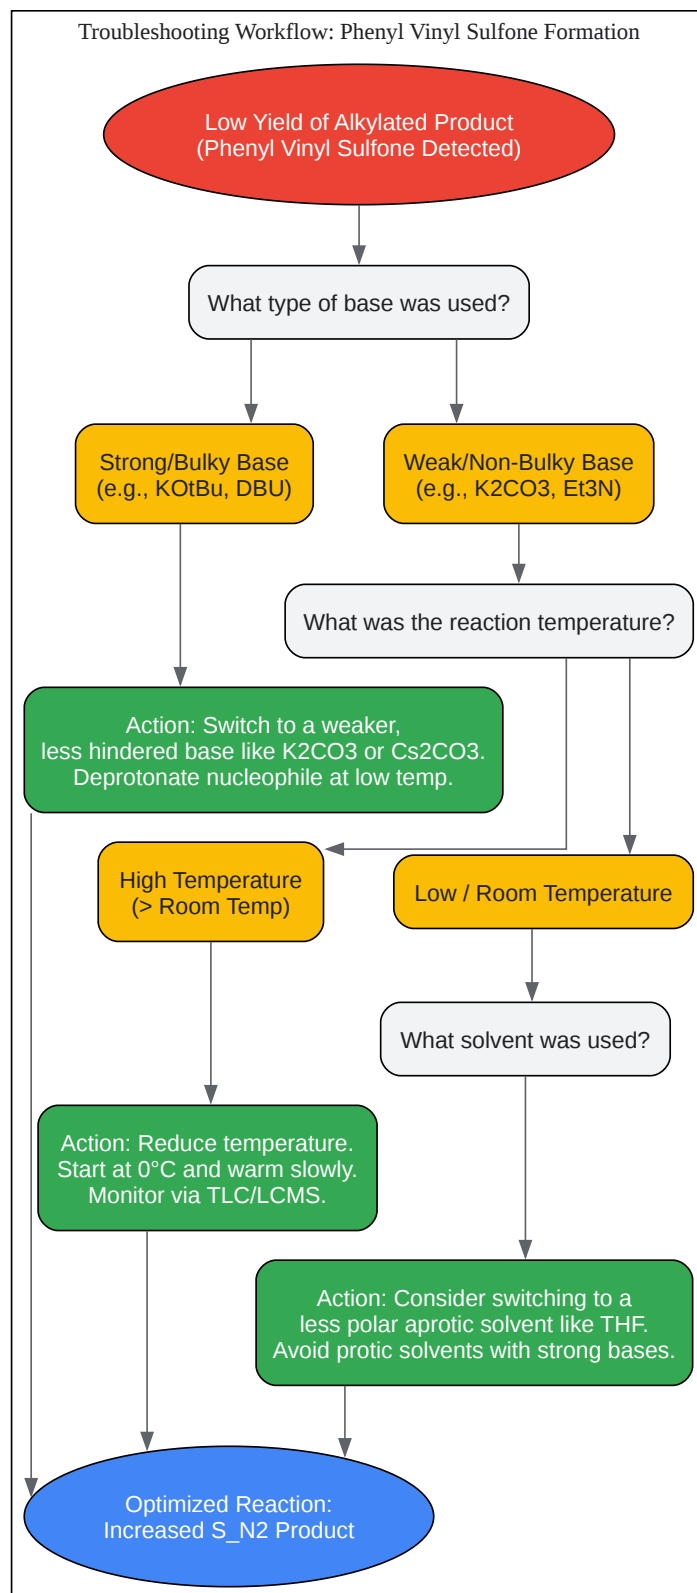 Troubleshooting Workflow: Phenyl Vinyl Sulfone Formation
Low Yield of Alkylated Product
(Phenyl Vinyl Sulfone Detected)
What type of base was used?
Strong/Bulky Base
(e.g., KOtBu, DBU)
Weak/Non-Bulky Base
(e.g., K2CO3, Et3N)
What was the reaction temperature?
Action: Switch to a weaker,
less hindered base like K2CO3 or Cs2CO3.
Deprotonate nucleophile at low temp.
High Temperature
(> Room Temp)
Low / Room Temperature
What solvent was used?
Action: Reduce temperature.
Start at 0°C and warm slowly.
Monitor via TLC/LCMS.
Action: Consider switching to a
less polar aprotic solvent like THF.
Avoid protic solvents with strong bases.
Optimized Reaction:
Increased S_N2 Product